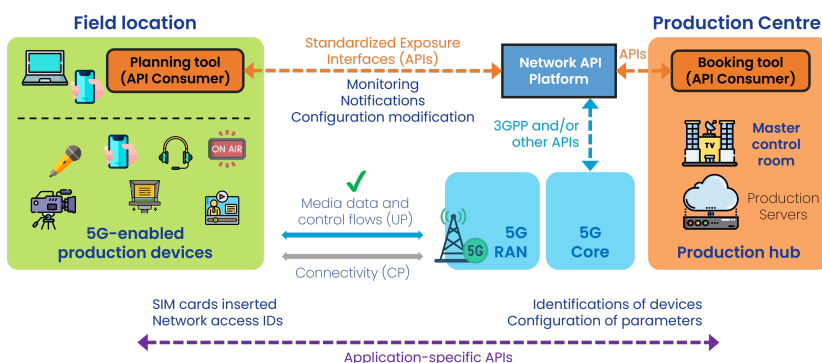 Field location
Production Centre
Planning tool
(API Consumer)
Standardized Exposure
Interfaces (APIs)
Network API
Platform
APIs
Booking tool
(API Consumer)
Monitoring
Notifications
Configuration modification
3GPP and/or
other APIs
ON AIR
TV
Master
control
room
Media data and
control flows (UP)
5G
5G
RAN
5G
Core
Production
Servers
5G-enabled
production devices
Connectivity (CP)
Production hub
SIM cards inserted
Network access IDs
Identifications of devices
Configuration of parameters
Application-specific APIs